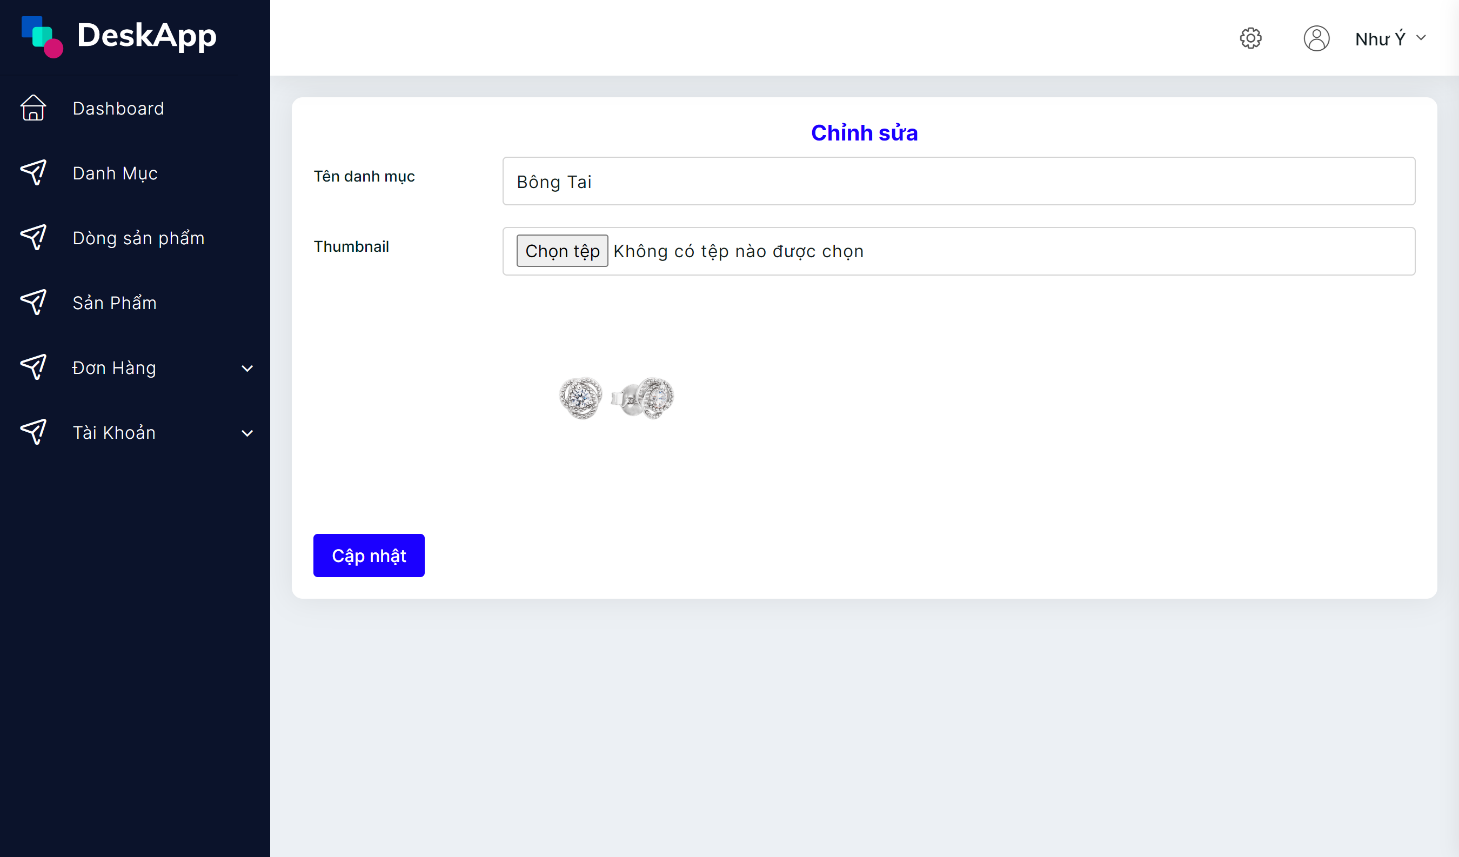 DeskApp
Dashboard
Danh Mục
Dòng sản phẩm
Sản Phẩm
Đơn Hàng
Tài Khoản
Như Ý
Chỉnh sửa
Tên danh mục
Bông Tai
Thumbnail
Chọn tệp Không có tệp nào được chọn
Cập nhật